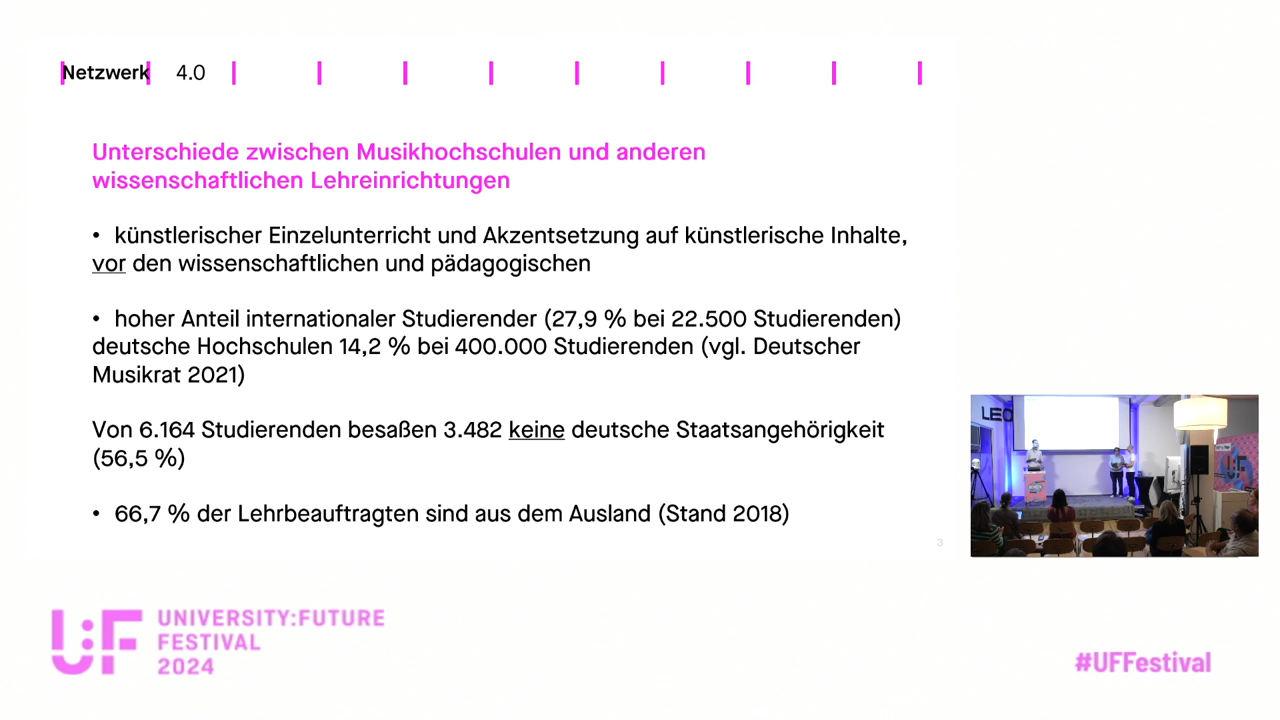 Netzwerk 4.0
Unterschiede zwischen Musikhochschulen und anderen
wissenschaftlichen Lehreinrichtungen
• künstlerischer Einzelunterricht und Akzentsetzung auf künstlerische Inhalte,
vor den wissenschaftlichen und pädagogischen
• hoher Anteil internationaler Studierender (27,9 % bei 22.500 Studierenden)
deutsche Hochschulen 14,2 % bei 400.000 Studierenden (vgl. Deutscher
Musikrat 2021)
Von 6.164 Studierenden besaßen 3.482 keine deutsche Staatsangehörigkeit
(56,5 %)
• 66,7 % der Lehrbeauftragten sind aus dem Ausland (Stand 2018)
3
LEO
U:F
U:F
UNIVERSITY:FUTURE
FESTIVAL
2024
#UFFestival